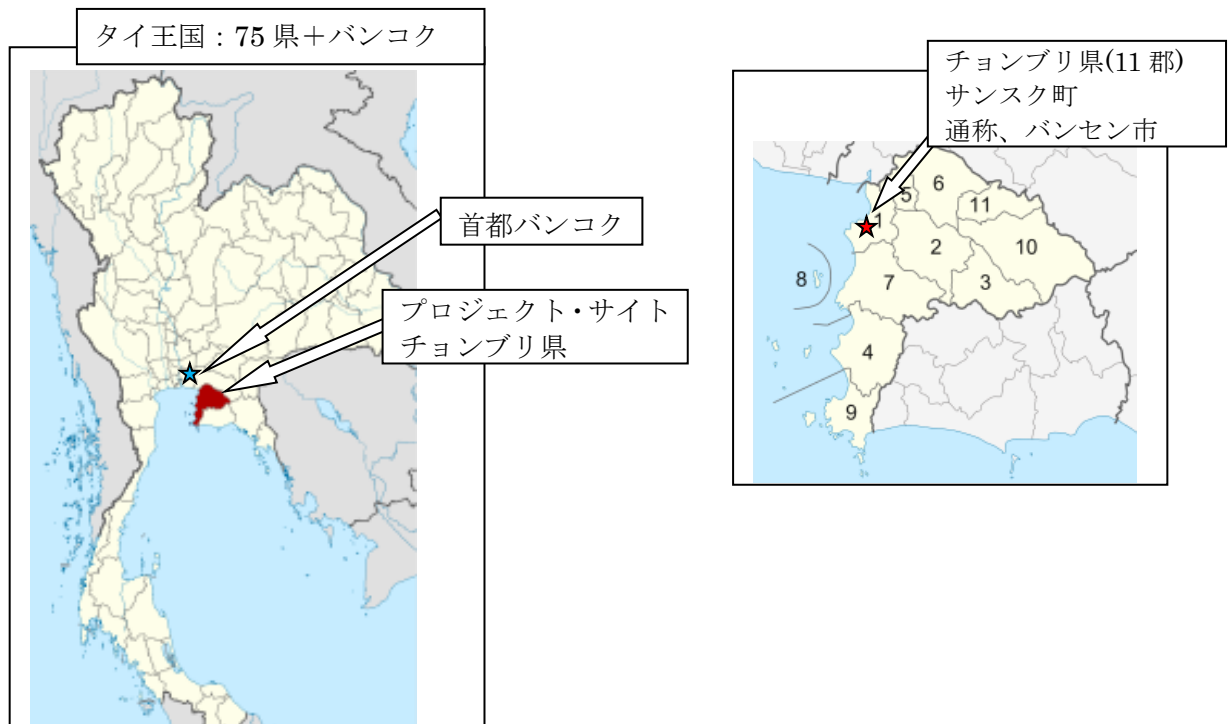 タイ王国：75 県＋バンコク
首都バンコク
プロジェクト・サイト
チョンブリ県
チョンブリ県(11 郡)
サンスク町
通称、バンセン市
6
5
11
1
2
10
8
7
3
4
9